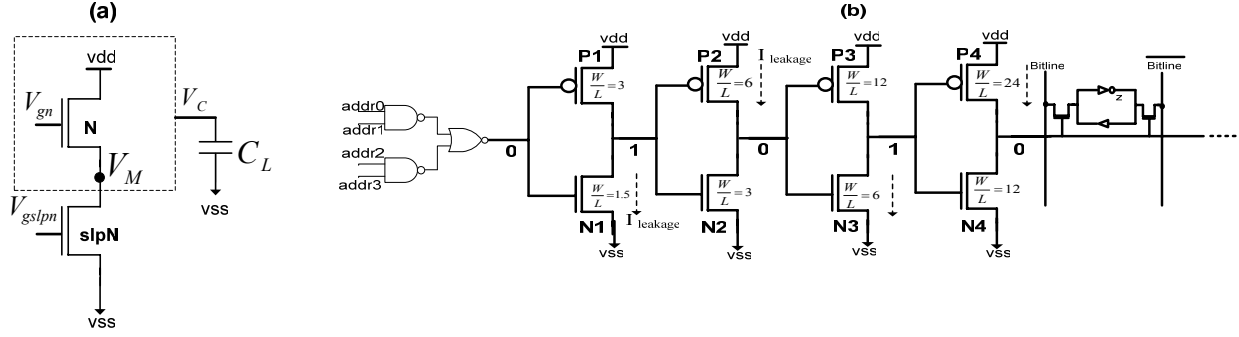 (a)
vdd
V_gn
N
V_C
C_L
V_M
vss
V_gslpn
slpN
vss
(b)
addr0
addr1
addr2
addr3
0
vdd
P1
W/L =3
W/L =1.5
I leakage
N1
vss
1
vdd
P2
W/L =6
I leakage
W/L =3
N2
vss
0
vdd
P3
W/L =12
W/L =6
N3
vss
1
vdd
P4
W/L =24
W/L =12
N4
vss
0
Bitline
Bitline
z